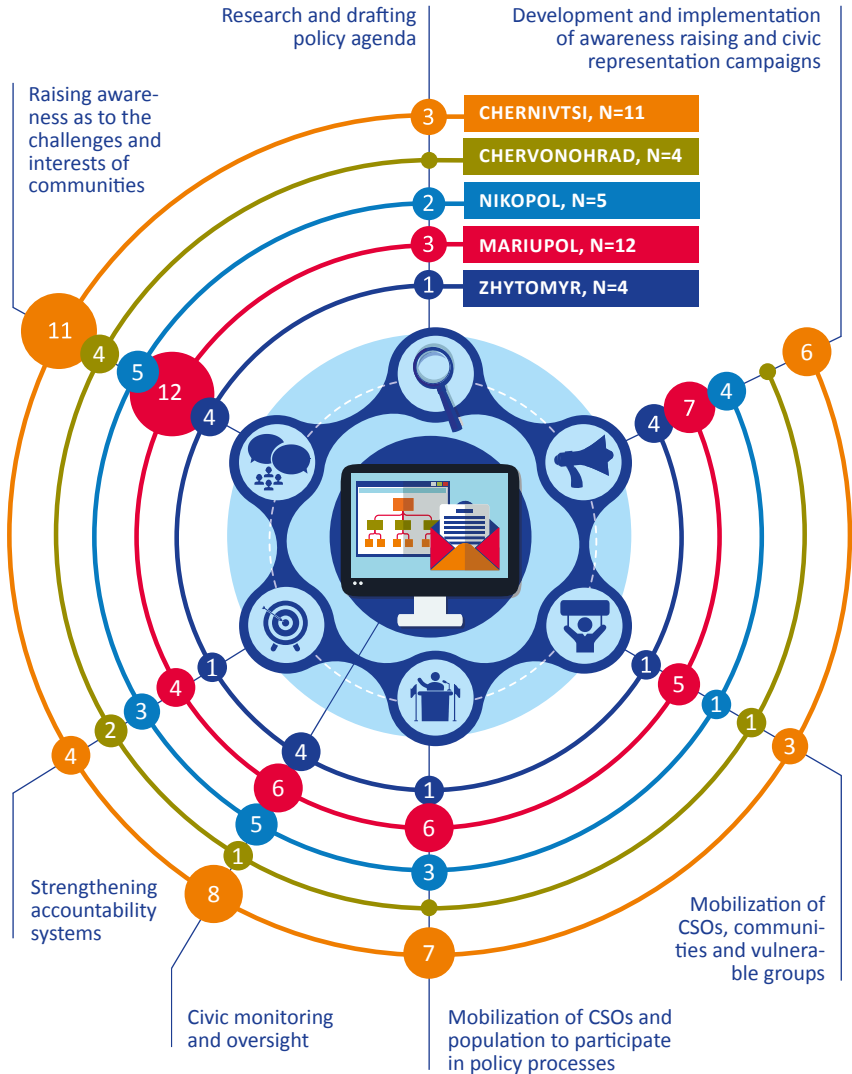 Research and drafting
policy agenda
Development and implementation
of awareness raising and civic
representation campaigns
Raising aware-
ness as to the
challenges and
interests of
communities
3
CHERNIVTSI, N=11
CHERVONOHRAD, N=4
2
NIKOPOL, N=5
3
MARIUPOL, N=12
1
ZHYTOMYR, N=4
11
4
5
12
4
6
4
7
4
1
5
1
1
3
1
4
3
2
4
4
6
5
1
8
1
6
3
7
Strengthening
accountability
systems
Civic monitoring
and oversight
Mobilization of CSOs and
population to participate
in policy processes
Mobilization of
CSOs, communi-
ties and vulnera-
ble groups